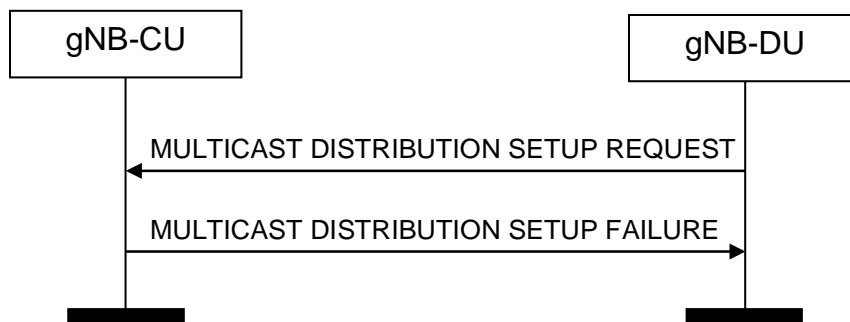 gNB-CU
gNB-DU
MULTICAST DISTRIBUTION SETUP REQUEST
MULTICAST DISTRIBUTION SETUP FAILURE